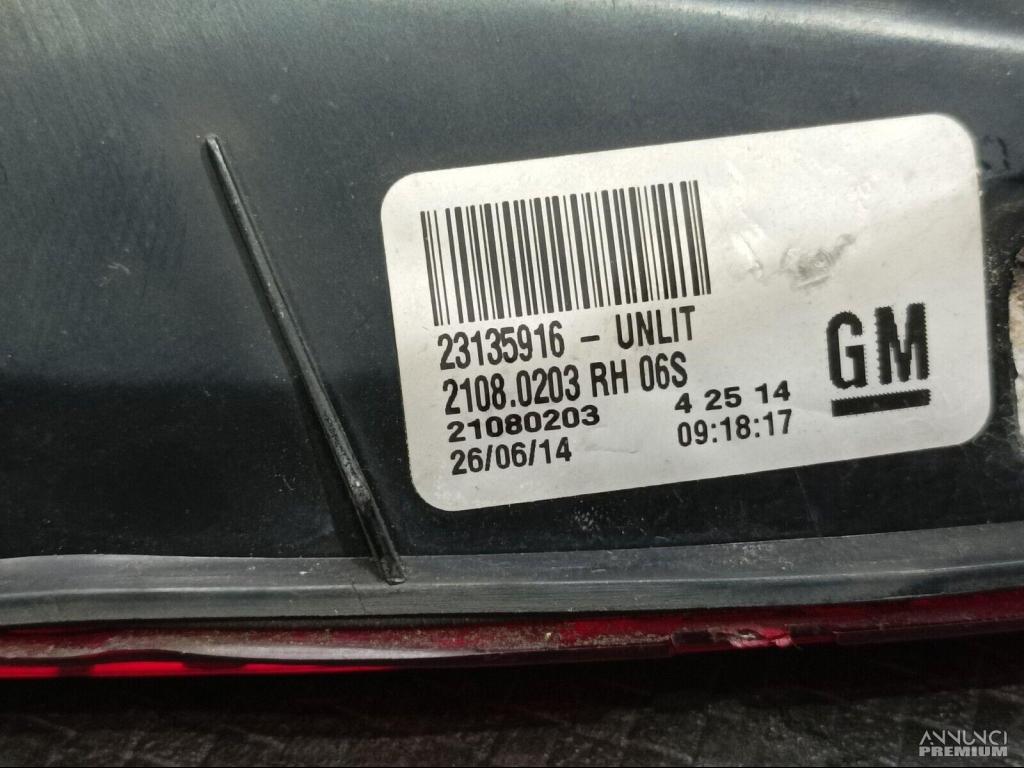 23135916 - UNLIT
2108.0203 RH 06S
21080203 4 25 14
26/06/14 09:18:17
GM
ANNUNCI
PREMIUM